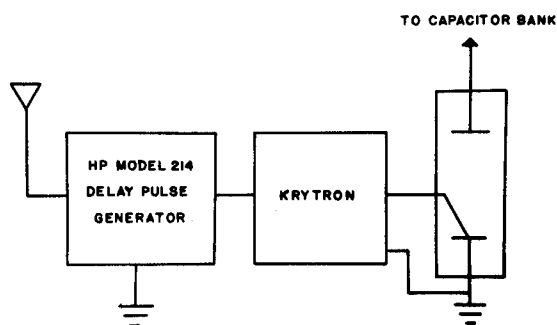 TO CAPACITOR BANK
HP MODEL 214
DELAY PULSE
GENERATOR
KRYTRON